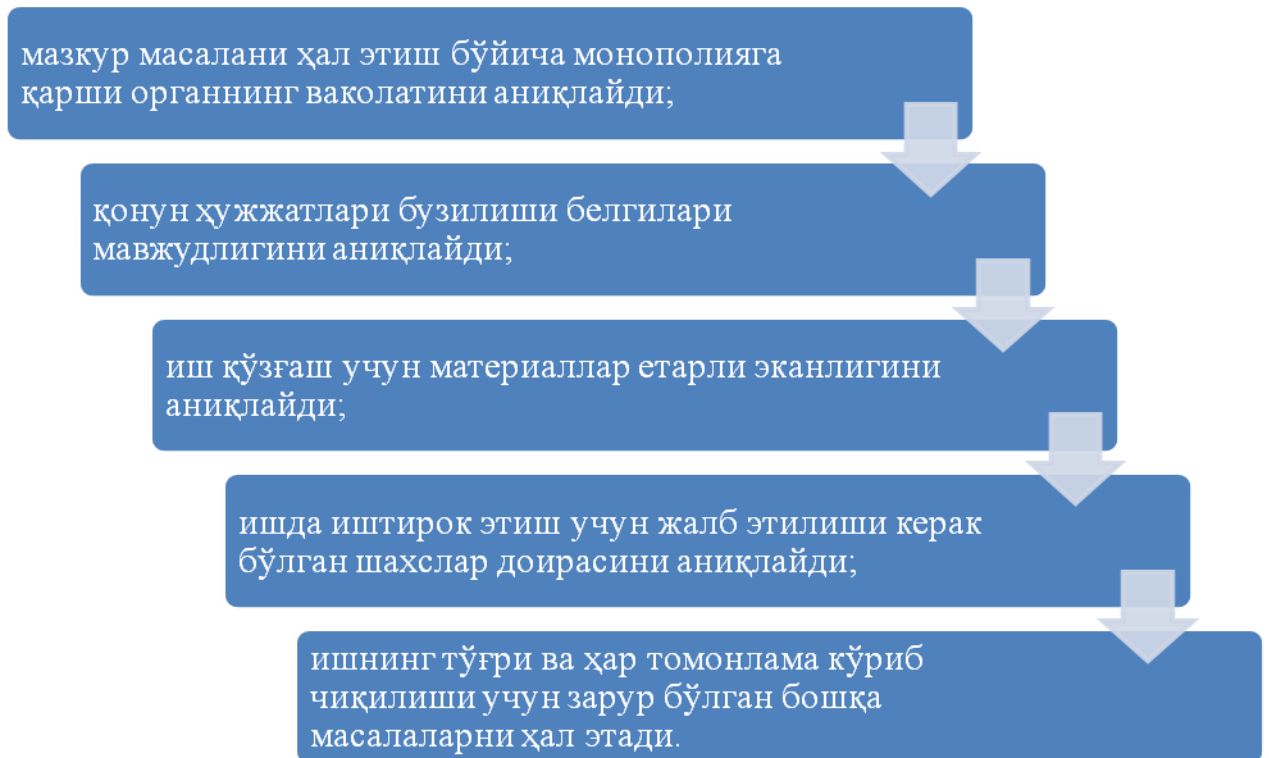 мазкур масалани ҳал этиш бўйича монополияга
қарши органнинг ваколатини аниқлайди;
қонун ҳужжатлари бузилиши белгилари
мавжудлигини аниқлайди;
иш қўзғаш учун материаллар етарли эканлигини
аниқлайди;
ишда иштирок этиш учун жалб этилиши керак
бўлган шахслар доирасини аниқлайди;
ишнинг тўғри ва ҳар томонлама кўриб
чиқилиши учун зарур бўлган бошқа
масалаларни ҳал этади.